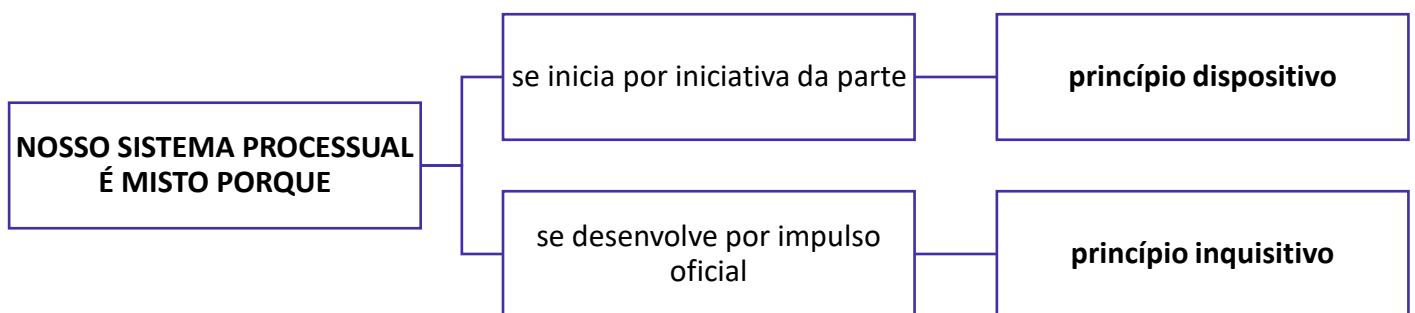 NOSSO SISTEMA PROCESSUAL
É MISTO PORQUE
se inicia por iniciativa da parte
princípio dispositivo
se desenvolve por impulso
oficial
princípio inquisitivo